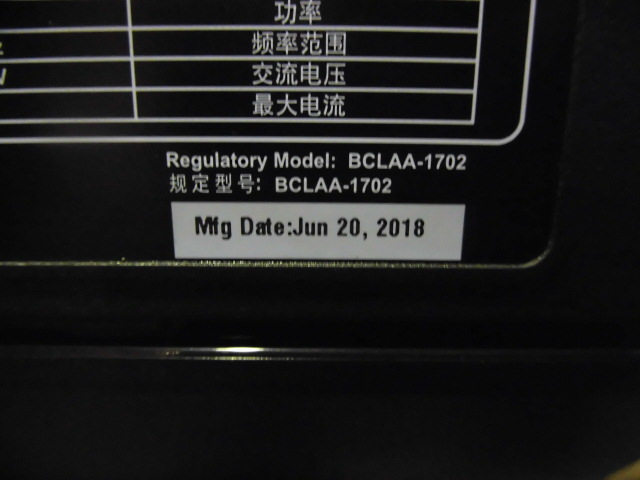 功率
频率范围
交流电压
最大电流
Regulatory Model: BCLAA-1702
规定型号: BCLAA-1702
Mfg Date:Jun 20, 2018